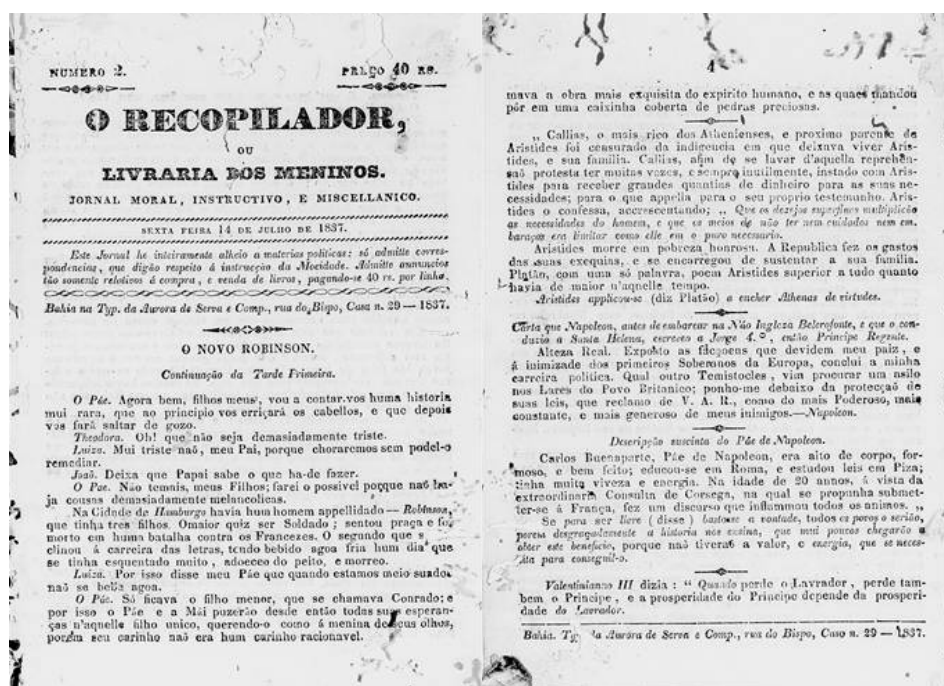 NUMERO 2.
PREÇO 40 RS.
O RECOPILADOR,
OU
LIVRARIA DOS MENINOS.
JORNAL MORAL, INSTRUCTIVO, E MISCELLANICO.
SEXTA FEIRA 14 DE JULHO DE 1837.
Este Jornal he inteiramente alheio a materias politicas: só admitte corres-
pondencias, que digão respeito á instrucção da Mocidade. Admitte annuncios
tão somente relativos á compra, e venda de livros, pagando-se 40 rs. por linha.
Bahia na Typ. da Aurora de Serva e Comp., rua do Bispo, Casa n. 29 — 1837.
O NOVO ROBINSON.
Continuação da Tarde Primeira.
O Páe. Agora bem, filhos meus, vou a contar-vos huma historia
mui rara, que ao principio vos erriçará os cabellos, e que depois
vos fará saltar de gozo.
Theodora. Oh! que não seja demasiadamente triste.
Luiza. Mui triste naõ, meu Pai, porque choraremos sem podel-o
remediar.
Joaõ. Deixa que Papai sabe o que ha-de fazer.
O Pae. Não temais, meus Filhos; farei o possivel porque naõ ha-
ja cousas demasiadamente melancolicas.
Na Cidade de Hamburgo havia hum homem appellidado — Robinson,
que tinha tres filhos. Omaior quiz ser Soldado; sentou praça e foi
morto em huma batalha contra os Francezes. O segundo que s
clinou á carreira das letras, tendo bebido agoa fria hum dia que
se tinha esquentado muito, adoeceo do peito, e morreo.
Luiza. Por isso disse meu Páe que quando estamos meio suados
naõ se beba agoa.
O Páe. Só ficava o filho menor, que se chamava Conrado; e
por isso o Páe e a Mãi puzerão desde então todas suas esperan-
ças n'aquelle filho unico, querendo-o como á menina de seus olhos,
porém seu carinho naõ era hum carinho racionavel.
4
mava a obra mais exquisita do expirito humano, e as quaes mandou
pôr em uma caixinha coberta de pedras preciosas.
„ Callias, o mais rico dos Athenienses, e proximo parente de
Aristides foi censurado da indigencia em que deixava viver Aris-
tides, e sua familia. Callias, afim de se lavar d'aquella reprehen-
saõ protesta ter muitas vezes, e sempre inutilmente, instado com Aris-
tides para receber grandes quantias de dinheiro para as suas ne-
cessidades; para o que appella para o seu proprio testemunho. Aris-
tides o confessa, accrescentando; „ Que os dezejos superfluos multiplicão
as necessidades do homem, e que os meios de não ter nem cuidados nem em-
baraços era limitar como elle em o puro necessario.
Aristides morre em pobreza honrosa. A Republica fez os gastos
das suas exequias, e se encarregou de sustentar a sua familia.
Platão, com uma só palavra, poem Aristides superior a tudo quanto
havia de maior n'aquelle tempo.
Aristides applicou-se (diz Platão) a encher Athenas de virtudes.
Carta que Napoleon, antes de embarcar na Náo Ingleza Belerofonte, e que o con-
duzio a Santa Helena, escreveo a Jorge 4.º, então Principe Regente.
Alteza Real. Exposto as facçoens que devidem meu paiz, e
á inimizade dos primeiros Soberanos da Europa, conclui a minha
carreira politica. Qual outro Temistocles, vim procurar um asilo
nos Lares do Povo Britanico; ponho-me debaixo da protecçaõ de
suas leis, que reclamo de V. A. R., como do mais Poderoso, mais
constante, e mais generoso de meus inimigos.—Napoleon.
Descripção suscinta do Páe de Napoleon.
Carlos Buonaparte, Páe de Napoleon, era alto de corpo, for-
moso, e bem feito; educou-se em Roma, e estudou leis em Piza;
tinha muito viveza e energia. Na idade de 20 annos, á vista da
extraordinaria Consulta de Corsega, na qual se propunha submet-
ter-se á França, fez um discurso que inflammou todos os animos. „
Se para ser livre (disse) basta-se a vontade, todos os povos o serião,
porem desgraçadamente a historia nos ensina, que mui poucos chegarão a
obter este beneficio, porque naõ tiveraõ a valor, e energia, que se neces-
sita para conseguil-o.
Valentinianno III dizia : " Quando perde o Lavrador, perde tam-
bem o Principe, e a prosperidade do Principe depende da prosperi-
dade do Lavrador.
Bahia. Typ. da Aurora de Serva e Comp., rua do Bispo, Caso n. 29 — 1837.